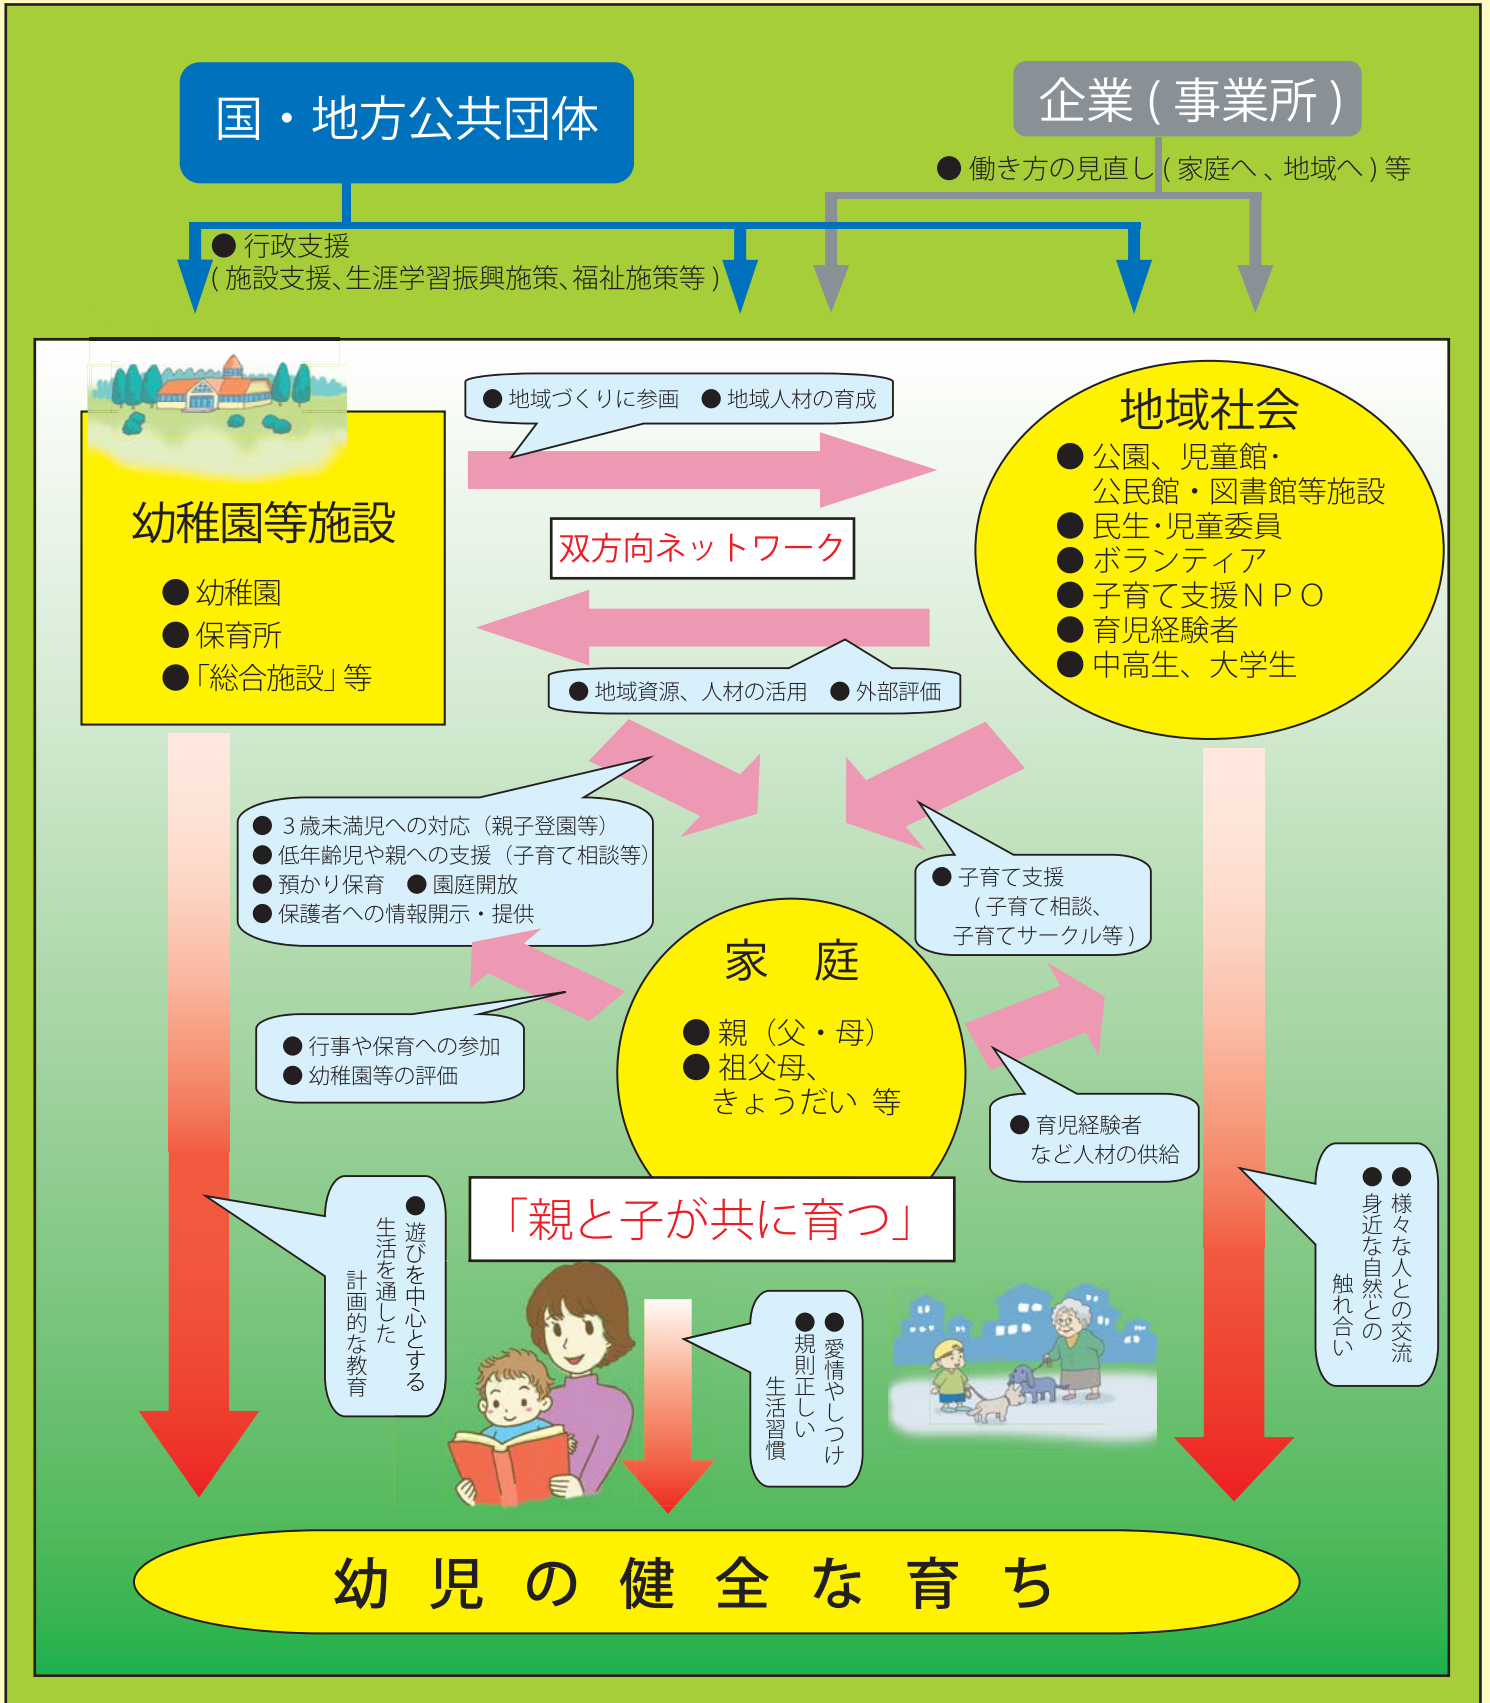 国・地方公共団体
企業(事業所)
●働き方の見直し(家庭へ、地域へ)等
●行政支援
(施設支援、生涯学習振興施策、福祉施策等)
●地域づくりに参画 ●地域人材の育成
幼稚園等施設
●幼稚園
●保育所
●「総合施設」等
双方向ネットワーク
地域社会
●公園、児童館・
公民館・図書館等施設
●民生・児童委員
●ボランティア
●子育て支援NPO
●育児経験者
●中高生、大学生
●地域資源、人材の活用 ●外部評価
●3歳未満児への対応（親子登園等）
●低年齢児や親への支援（子育て相談等）
●預かり保育 ●園庭開放
●保護者への情報開示・提供
●子育て支援
(子育て相談、
子育てサークル等)
家 庭
●親（父・母）
●祖父母、
きょうだい 等
●行事や保育への参加
●幼稚園等の評価
●育児経験者
など人材の供給
「親と子が共に育つ」
●遊びを中心とする
生活を通した
計画的な教育
●愛情やしつけ
●規則正しい
生活習慣
●様々な人との交流
●身近な自然との
触れ合い
幼児の健全な育ち